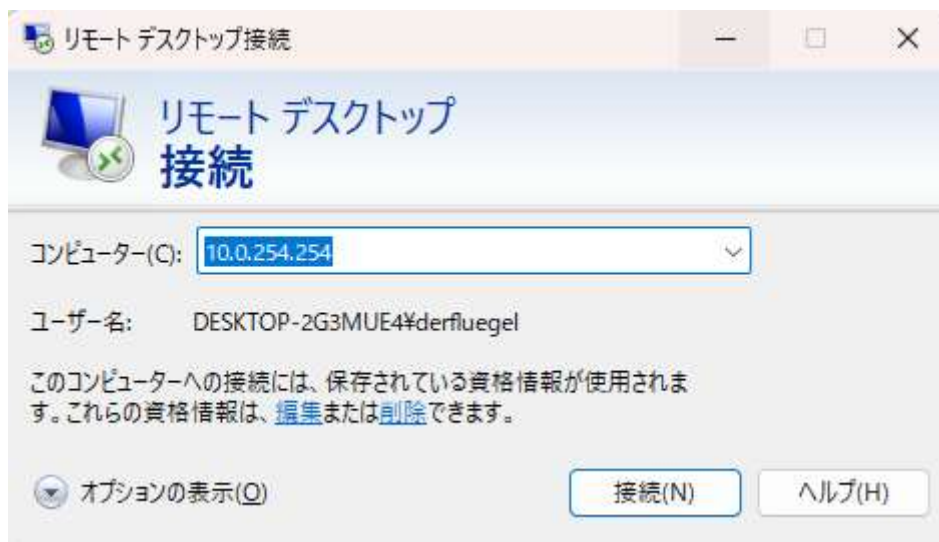 リモート デスクトップ接続
リモート デスクトップ
接続
コンピューター(C): 10.0.254.254
ユーザー名: DESKTOP-2G3MUE4¥derfluegel
このコンピューターへの接続には、保存されている資格情報が使用されま
す。これらの資格情報は、編集または削除できます。
オプションの表示(O) 接続(N) ヘルプ(H)